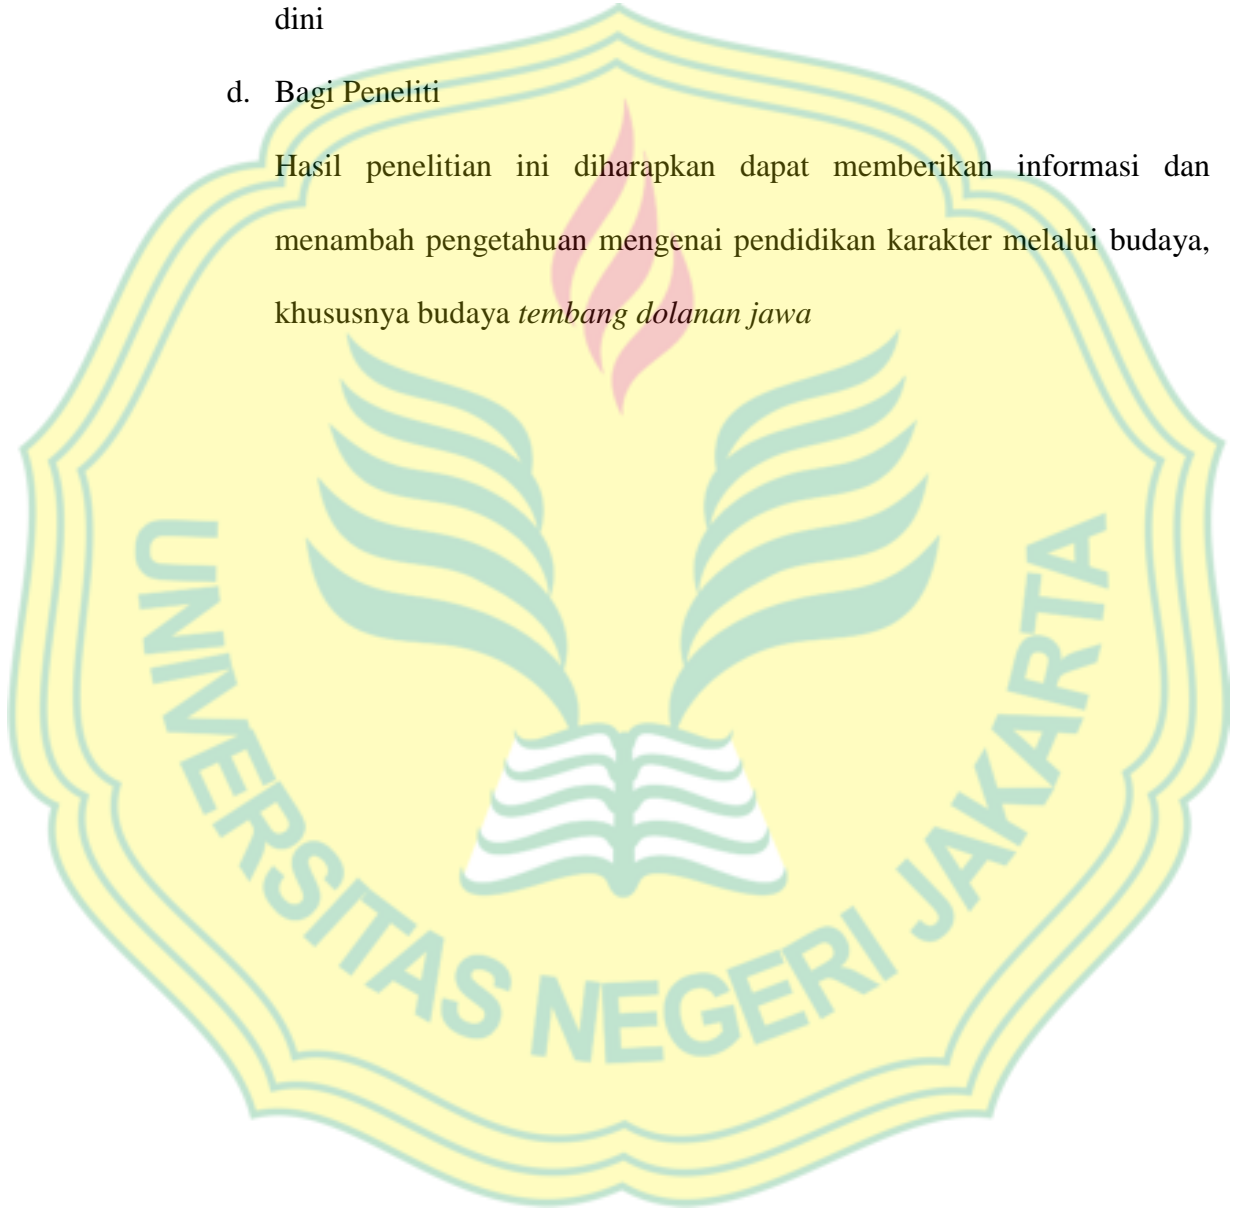 dini
d. Bagi Peneliti
Hasil penelitian ini diharapkan dapat memberikan informasi dan
menambah pengetahuan mengenai pendidikan karakter melalui budaya,
khususnya budaya tembang dolanan jawa
UNIVERSITAS NEGERI JAKARTA